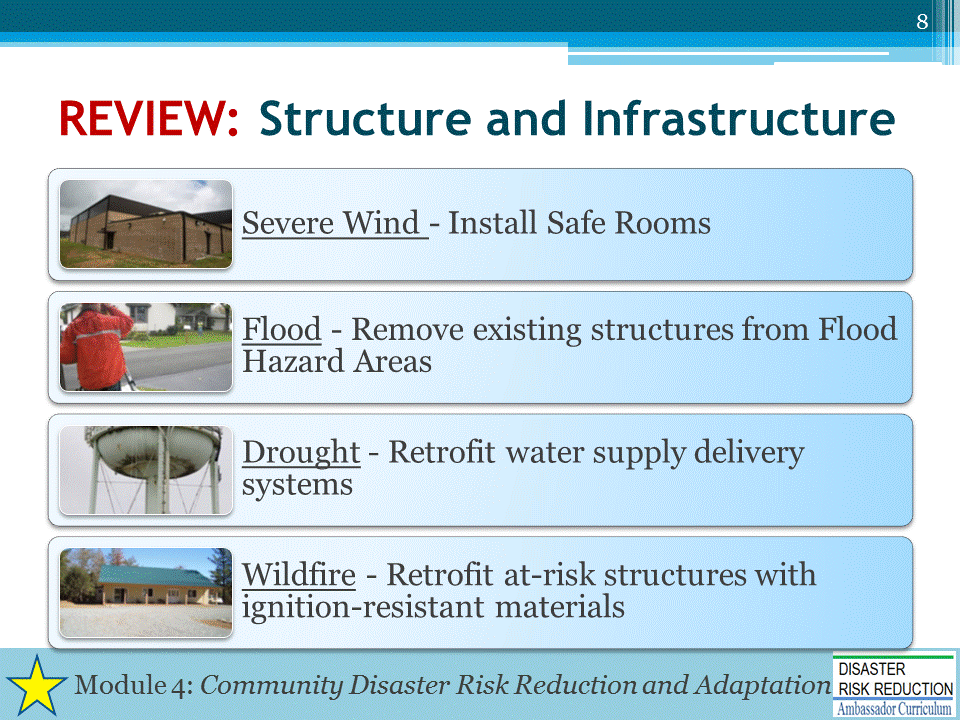 8
REVIEW: Structure and Infrastructure
Severe Wind - Install Safe Rooms
Flood - Remove existing structures from Flood
Hazard Areas
Drought - Retrofit water supply delivery
systems
Wildfire - Retrofit at-risk structures with
ignition-resistant materials
Module 4: Community Disaster Risk Reduction and Adaptation
DISASTER
RISK REDUCTION
Ambassador Curriculum